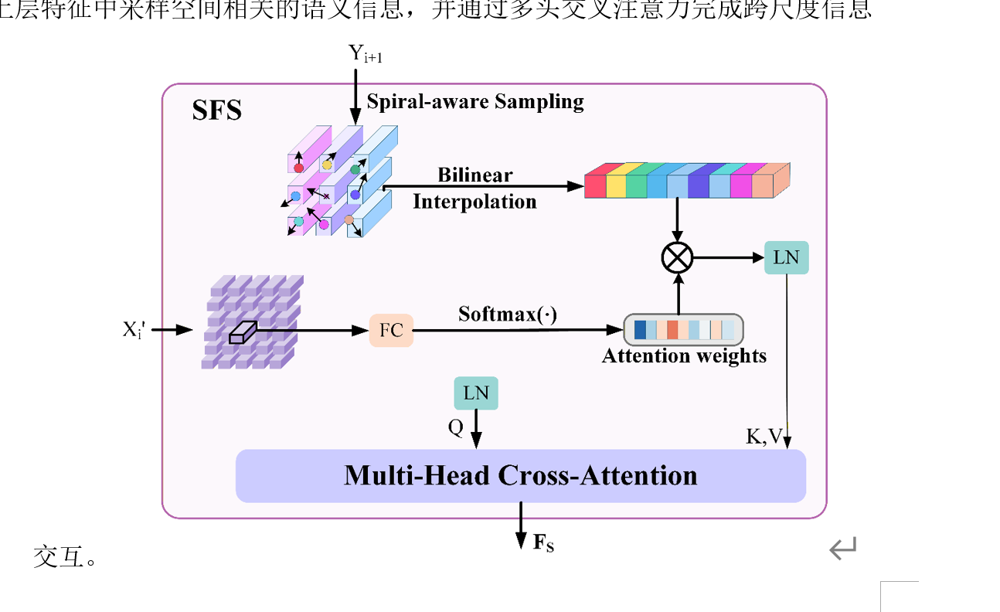 上层特征中采样空间相关的语义信息，并通过多头交叉注意力完成跨尺度信息
Yi+1
SFS
Spiral-aware Sampling
Bilinear
Interpolation
LN
Xi'
FC
Softmax(·)
Attention weights
LN
Q
K,V
Multi-Head Cross-Attention
FS
交互。